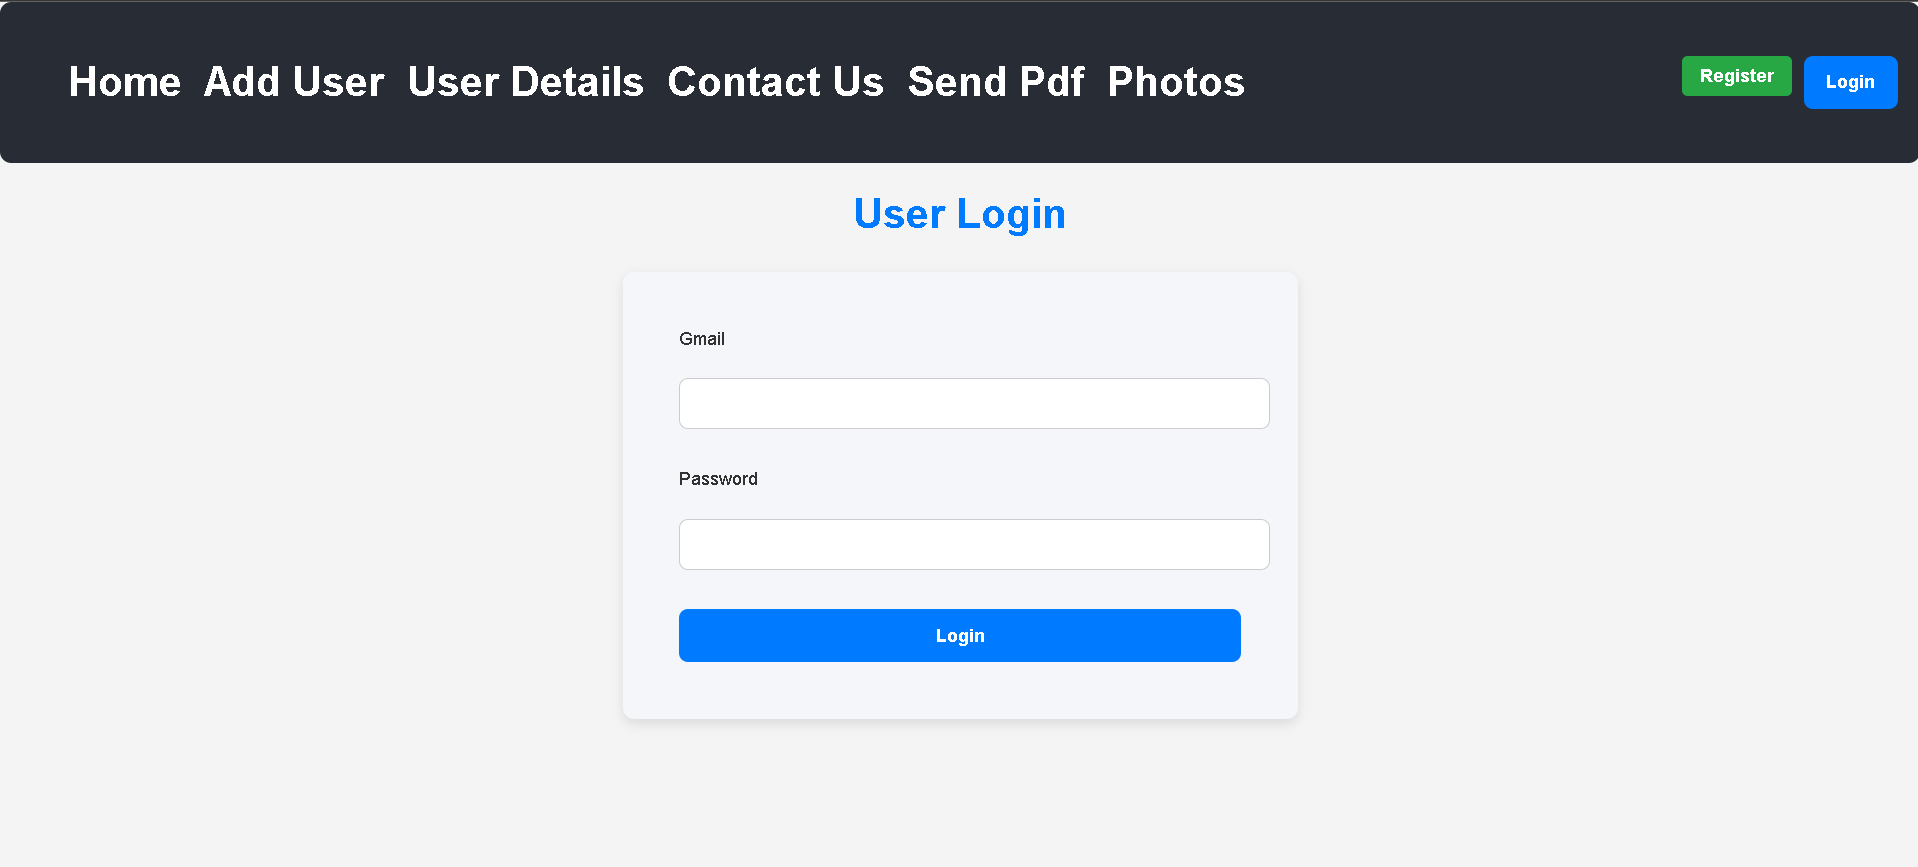 Home Add User User Details Contact Us Send Pdf Photos Register Login
User Login
Gmail
Password
Login